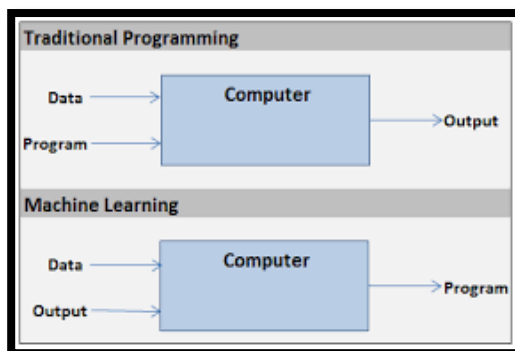 Traditional Programming
Data
Computer
Program
Output
Machine Learning
Data
Computer
Output
Program